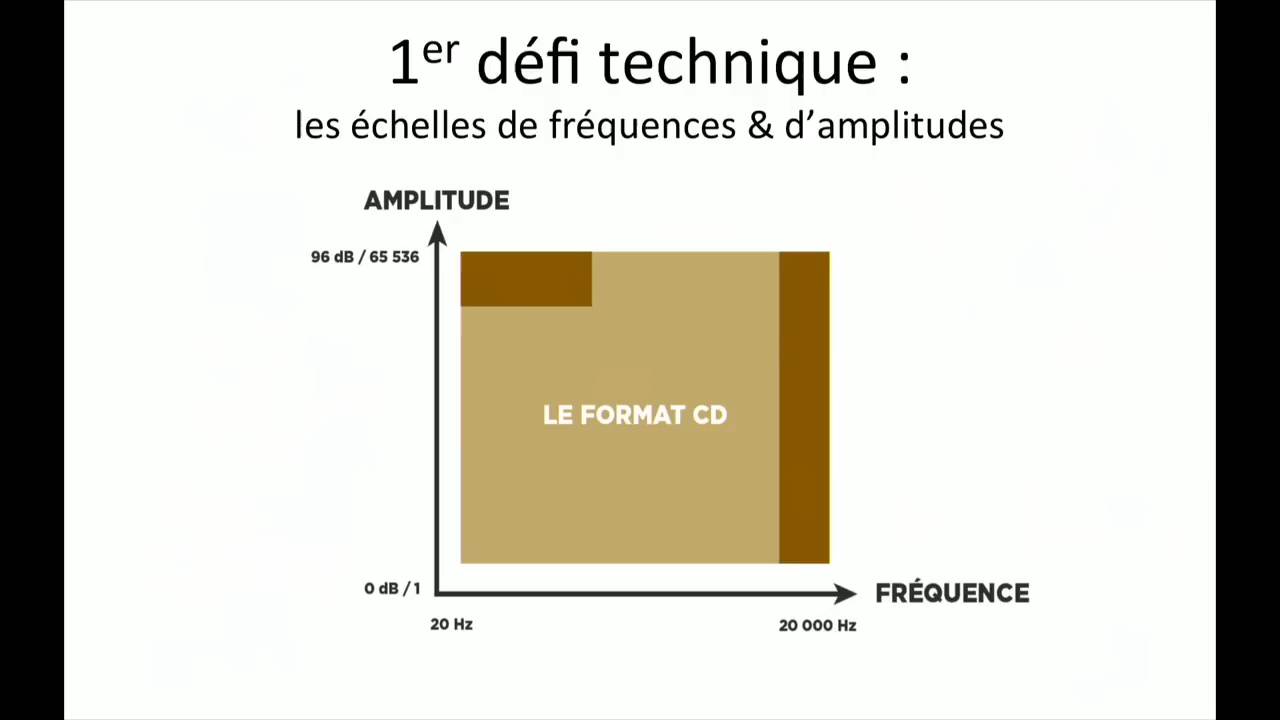 1er défi technique :
les échelles de fréquences & d’amplitudes
AMPLITUDE
96 dB / 65 536
LE FORMAT CD
0 dB / 1
FRÉQUENCE
20 Hz
20 000 Hz